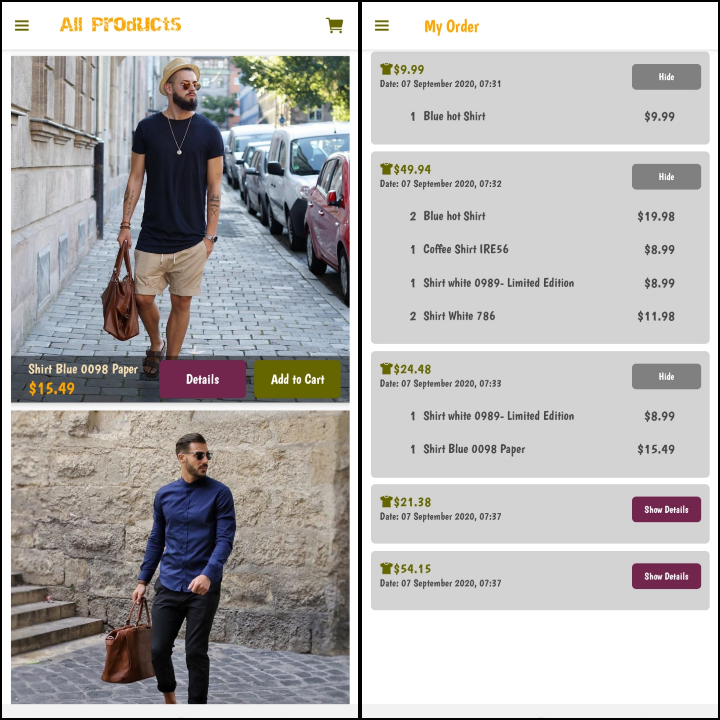 All Products
Shirt Blue 0098 Paper
$15.49
Details
Add to Cart
My Order
$9.99
Date: 07 September 2020, 07:31
Hide
1 Blue hot Shirt $9.99
$49.94
Date: 07 September 2020, 07:32
Hide
2 Blue hot Shirt $19.98
1 Coffee Shirt IRE56 $8.99
1 Shirt white 0989- Limited Edition $8.99
2 Shirt White 786 $11.98
$24.48
Date: 07 September 2020, 07:33
Hide
1 Shirt white 0989- Limited Edition $8.99
1 Shirt Blue 0098 Paper $15.49
$21.38
Date: 07 September 2020, 07:37
Show Details
$54.15
Date: 07 September 2020, 07:37
Show Details